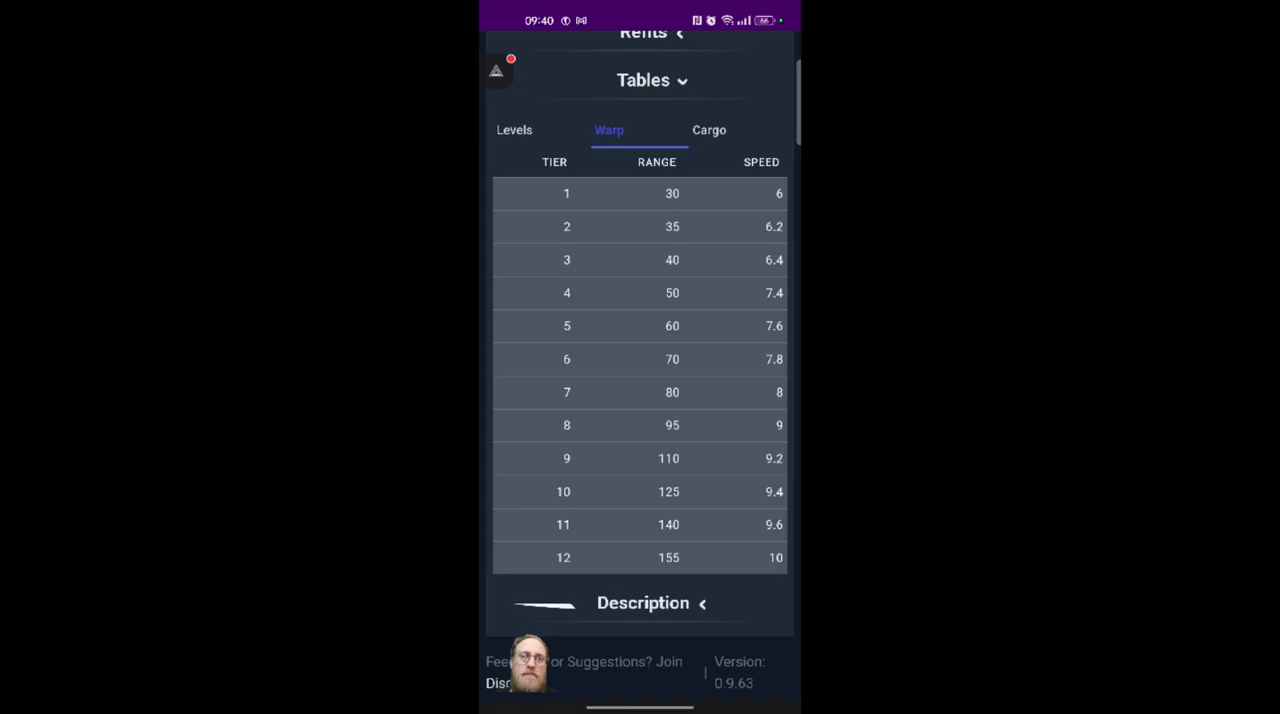 09:40 66
Rents
Tables
Levels Warp Cargo
TIER RANGE SPEED
1 30 6
2 35 6.2
3 40 6.4
4 50 7.4
5 60 7.6
6 70 7.8
7 80 8
8 95 9
9 110 9.2
10 125 9.4
11 140 9.6
12 155 10
Description
or Suggestions? Join | Version:
0.9.63